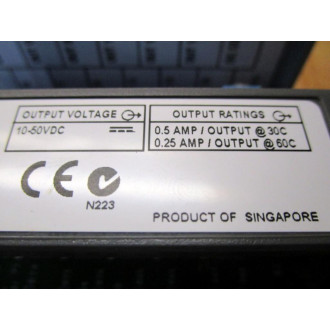 OUTPUT VOLTAGE
10-50VDC
OUTPUT RATINGS
0.5 AMP / OUTPUT @ 30C
0.25 AMP / OUTPUT @ 60C
CE
N223
PRODUCT OF SINGAPORE